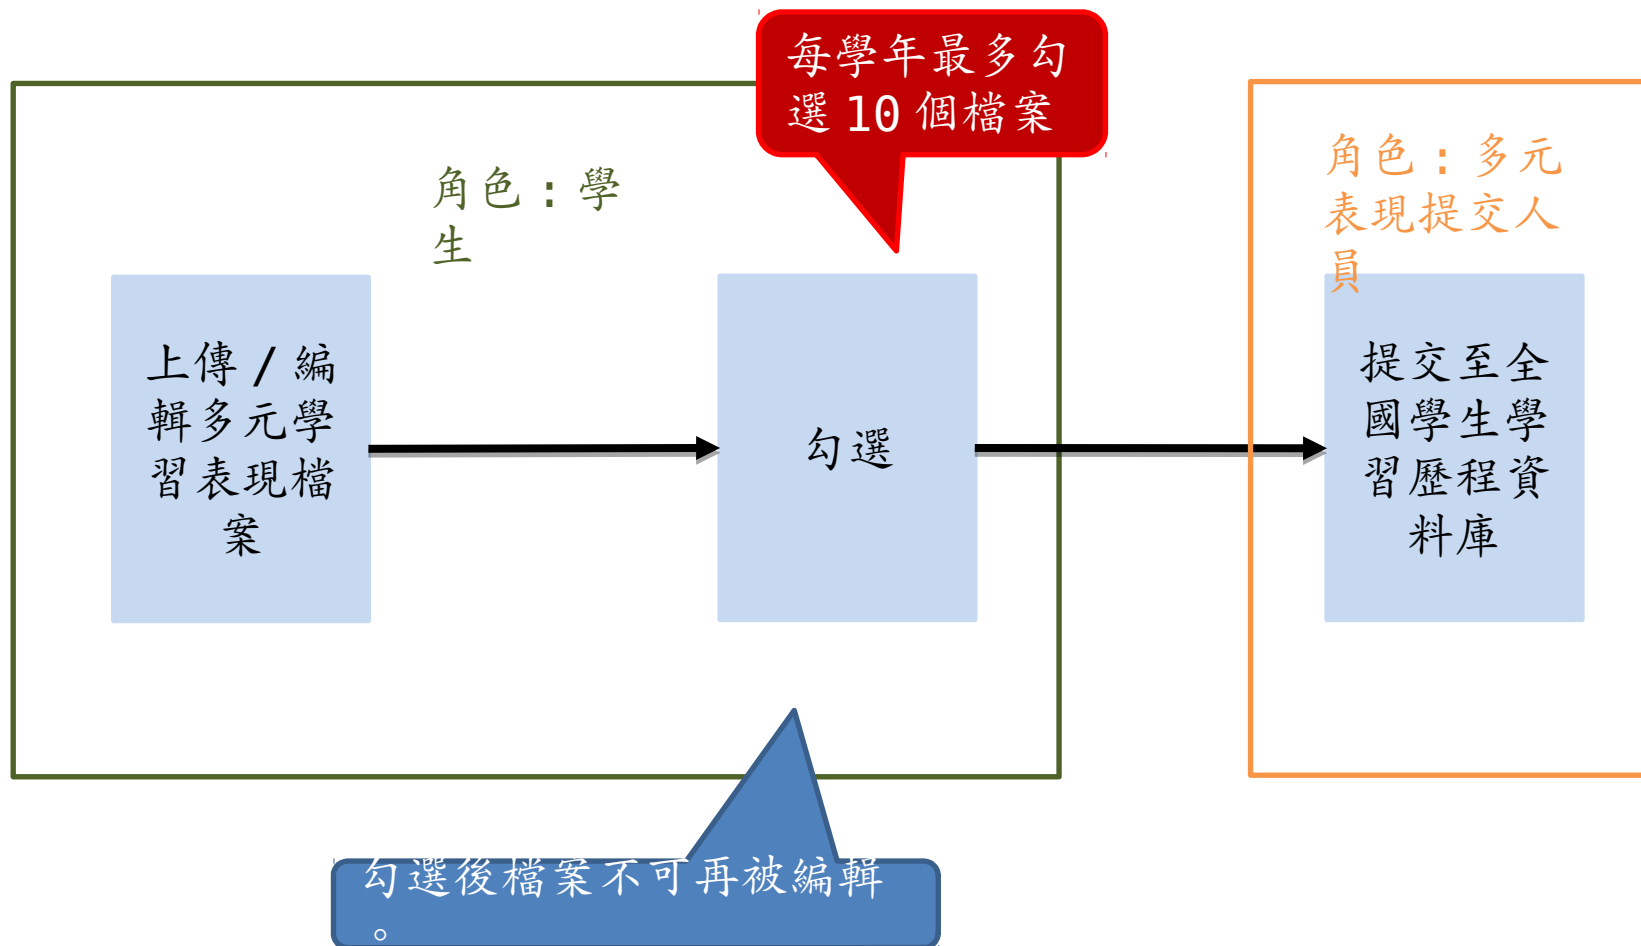 每學年最多勾
選 10 個檔案
角色：學
生
角色：多元
表現提交人
員
上傳 / 編
輯多元學
習表現檔
案
勾選
提交至全
國學生學
習歷程資
料庫
勾選後檔案不可再被編輯
。